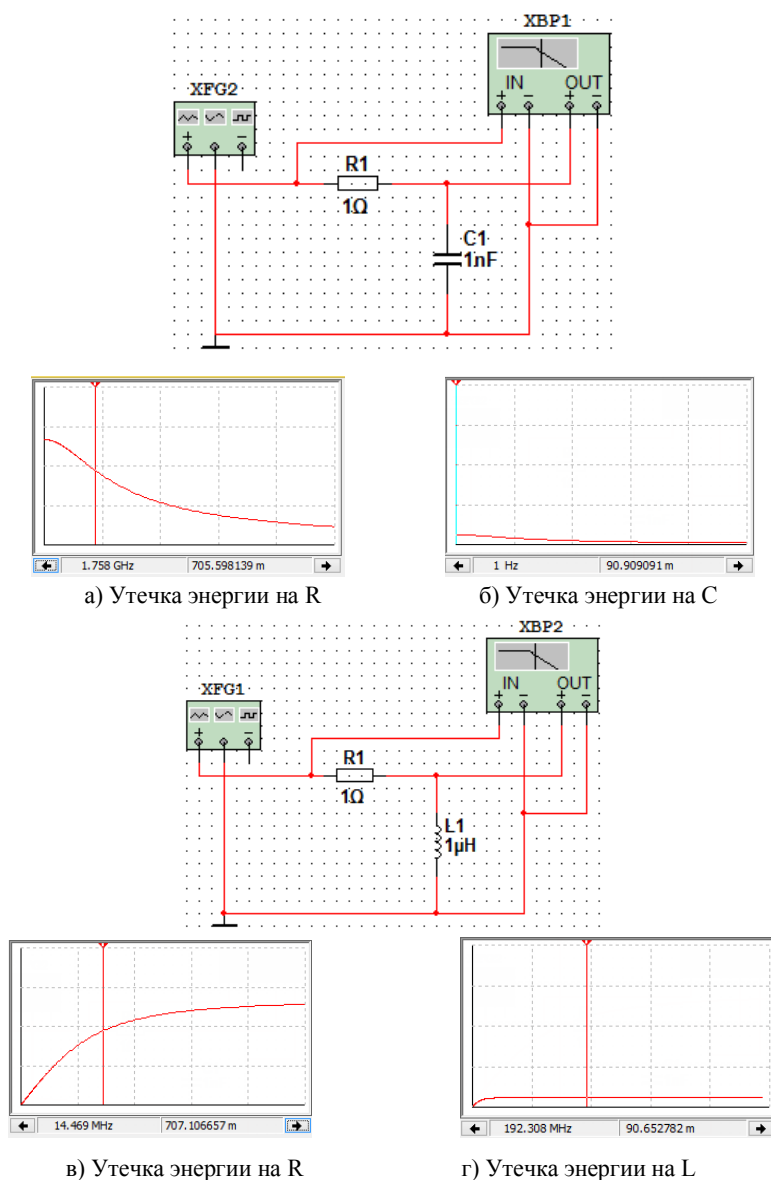 XBP1
IN OUT
+ − + −
XFG2
+ −
R1
1Ω
C1
1nF
1.758 GHz 705.598139 m
1 Hz 90.909091 m
а) Утечка энергии на R б) Утечка энергии на С
XBP2
IN OUT
+ − + −
XFG1
+ −
R1
1Ω
L1
1µH
14.469 MHz 707.106657 m
192.308 MHz 90.652782 m
в) Утечка энергии на R г) Утечка энергии на L